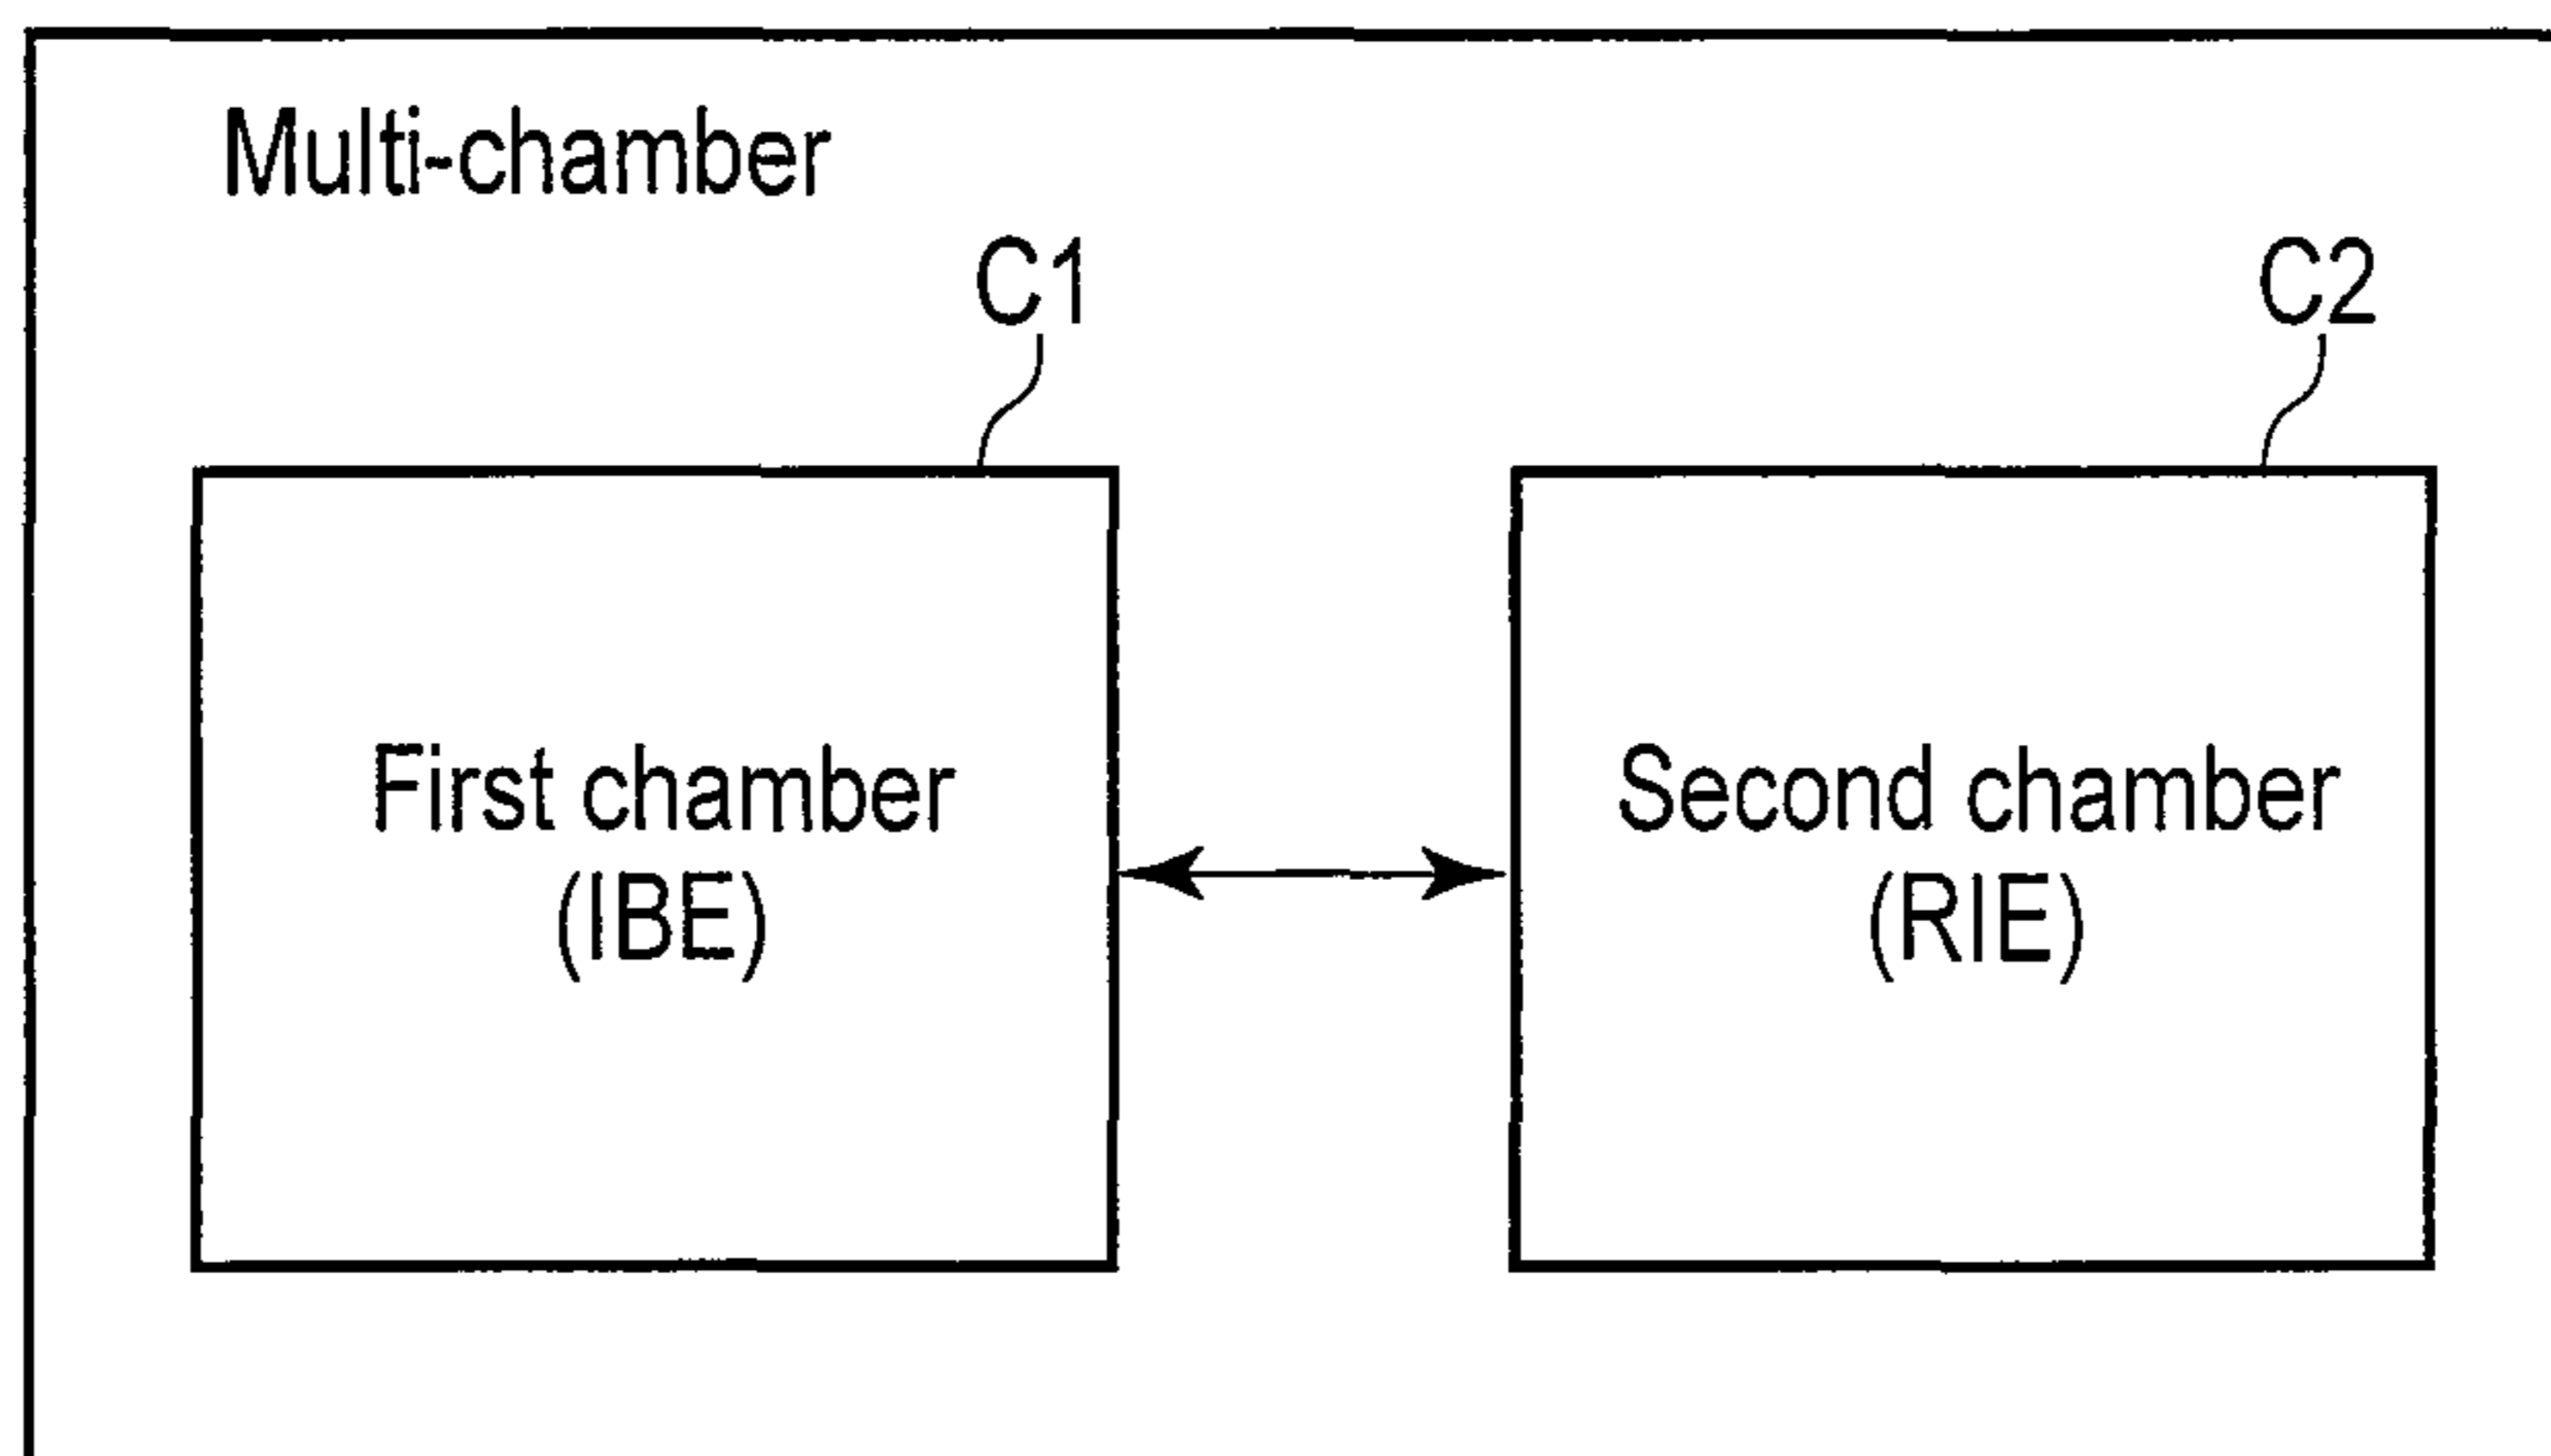 Multi-chamber
C1
C2
First chamber
(IBE)
Second chamber
(RIE)